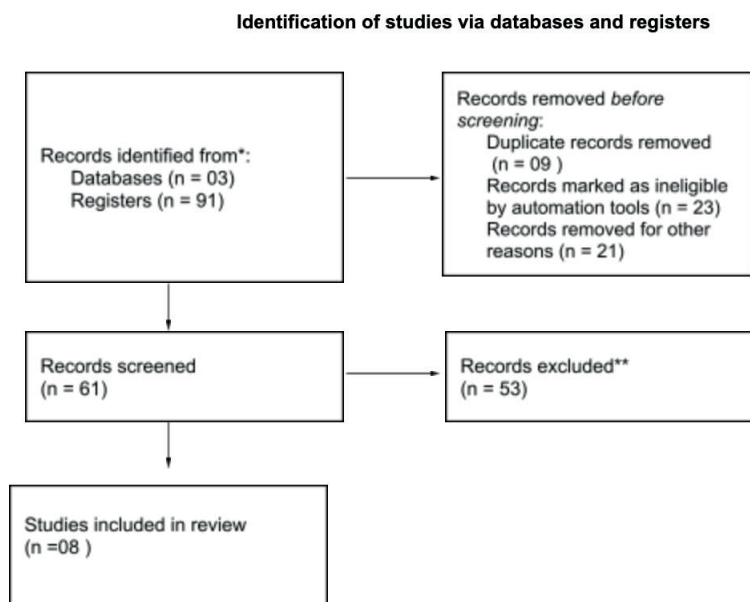 Identification of studies via databases and registers
Records identified from*:
Databases (n = 03)
Registers (n = 91)
Records removed before
screening:
Duplicate records removed
(n = 09 )
Records marked as ineligible
by automation tools (n = 23)
Records removed for other
reasons (n = 21)
Records screened
(n = 61)
Records excluded**
(n = 53)
Studies included in review
(n =08 )